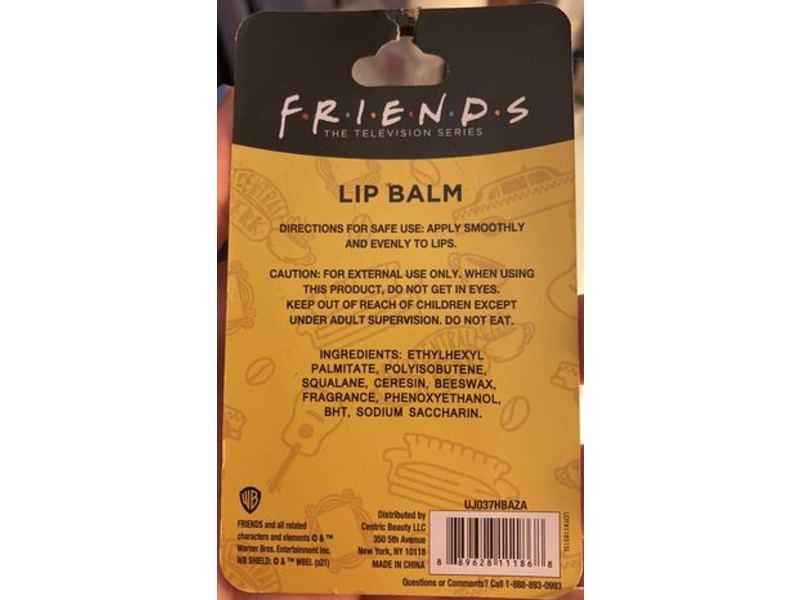 F·R·I·E·N·D·S
THE TELEVISION SERIES
LIP BALM
DIRECTIONS FOR SAFE USE: APPLY SMOOTHLY
AND EVENLY TO LIPS.
CAUTION: FOR EXTERNAL USE ONLY. WHEN USING
THIS PRODUCT, DO NOT GET IN EYES.
KEEP OUT OF REACH OF CHILDREN EXCEPT
UNDER ADULT SUPERVISION. DO NOT EAT.
INGREDIENTS: ETHYLHEXYL
PALMITATE, POLYISOBUTENE,
SQUALANE, CERESIN, BEESWAX,
FRAGRANCE, PHENOXYETHANOL,
BHT, SODIUM SACCHARIN.
WB
FRIENDS and all related
characters and elements © & ™
Warner Bros. Entertainment Inc.
WB SHIELD: © & ™ WBEI. (s21)
Distributed by
Centric Beauty LLC
350 5th Avenue
New York, NY 10118
MADE IN CHINA
UJ037HBAZA
8 89628 11186 8
Questions or Comments? Call 1-888-893-0993
CENTRAL PERK
CENTRAL